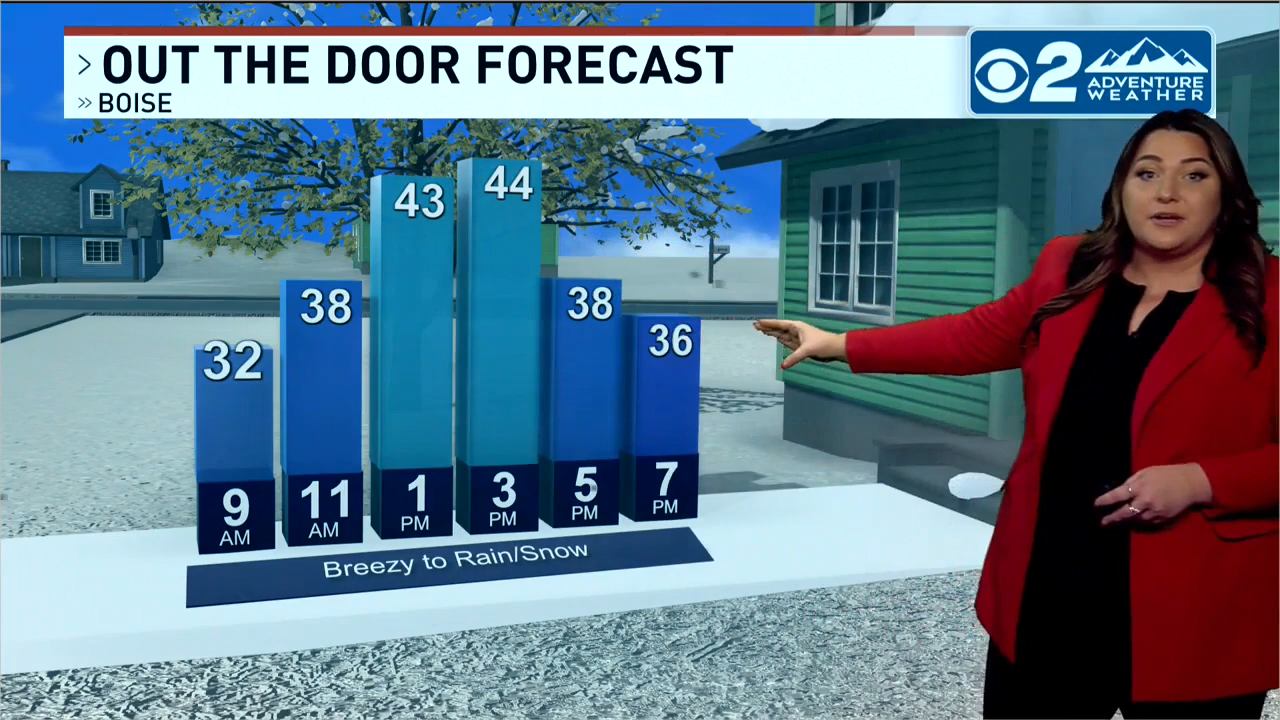 > OUT THE DOOR FORECAST
» BOISE
2 ADVENTURE
WEATHER
32 38 43 44 38 36
9 11 1 3 5 7
AM AM PM PM PM PM
Breezy to Rain/Snow